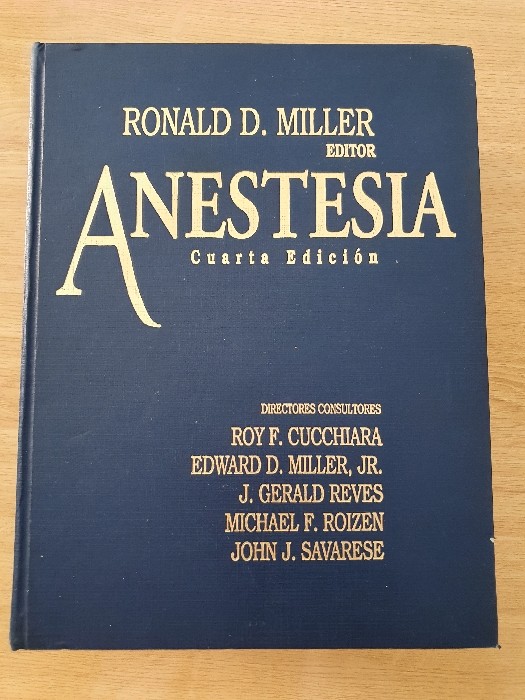 RONALD D. MILLER
EDITOR
ANESTESIA
Cuarta Edición
DIRECTORES CONSULTORES
ROY F. CUCCHIARA
EDWARD D. MILLER, JR.
J. GERALD REVES
MICHAEL F. ROIZEN
JOHN J. SAVARESE